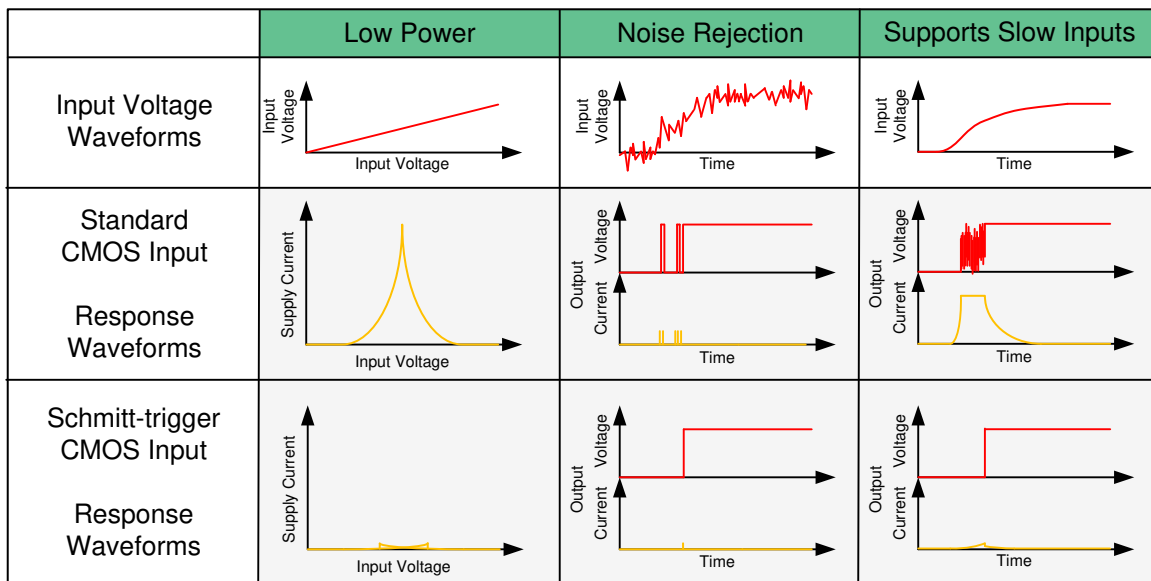 Low Power
Noise Rejection
Supports Slow Inputs
Input Voltage
Waveforms
Input
Voltage
Input Voltage
Input
Voltage
Time
Input
Voltage
Time
Standard
CMOS Input
Response
Waveforms
Supply Current
Input Voltage
Output
Voltage
Current
Time
Output
Voltage
Current
Time
Schmitt-trigger
CMOS Input
Response
Waveforms
Supply Current
Input Voltage
Output
Voltage
Current
Time
Output
Voltage
Current
Time